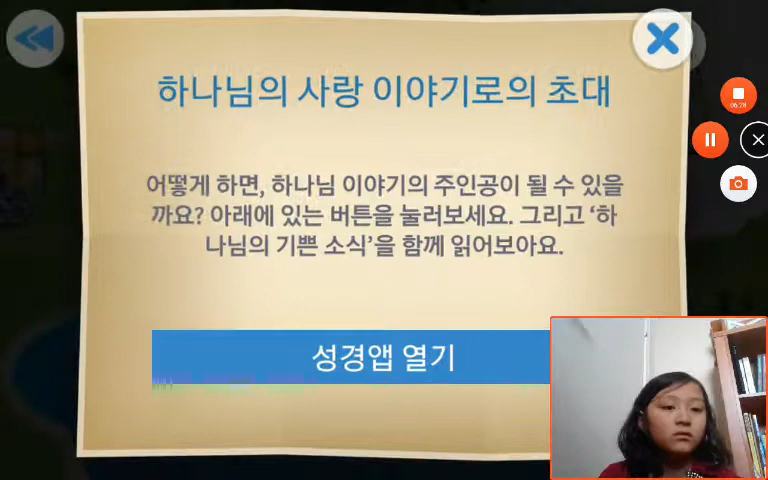 하나님의 사랑 이야기로의 초대
어떻게 하면, 하나님 이야기의 주인공이 될 수 있을
까요? 아래에 있는 버튼을 눌러보세요. 그리고 ‘하
나님의 기쁜 소식’을 함께 읽어보아요.
성경앱 열기
06:28